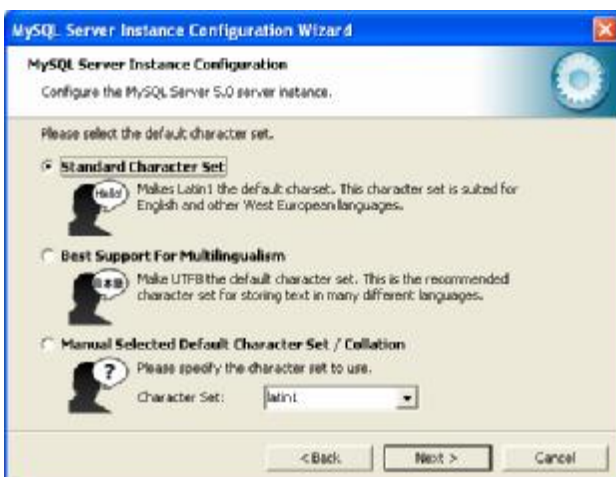 MySQL Server Instance Configuration Wizard
MySQL Server Instance Configuration
Configure the MySQL Server 5.0 server instance.
Please select the default character set.
Standard Character Set
Hello!
Makes Latin1 the default charset. This character set is suited for
English and other West European languages.
Best Support For Multilingualism
Make UTF8 the default character set. This is the recommended
character set for storing text in many different languages.
Manual Selected Default Character Set / Collation
?
Please specify the character set to use.
Character Set: latin1
< Back Next > Cancel